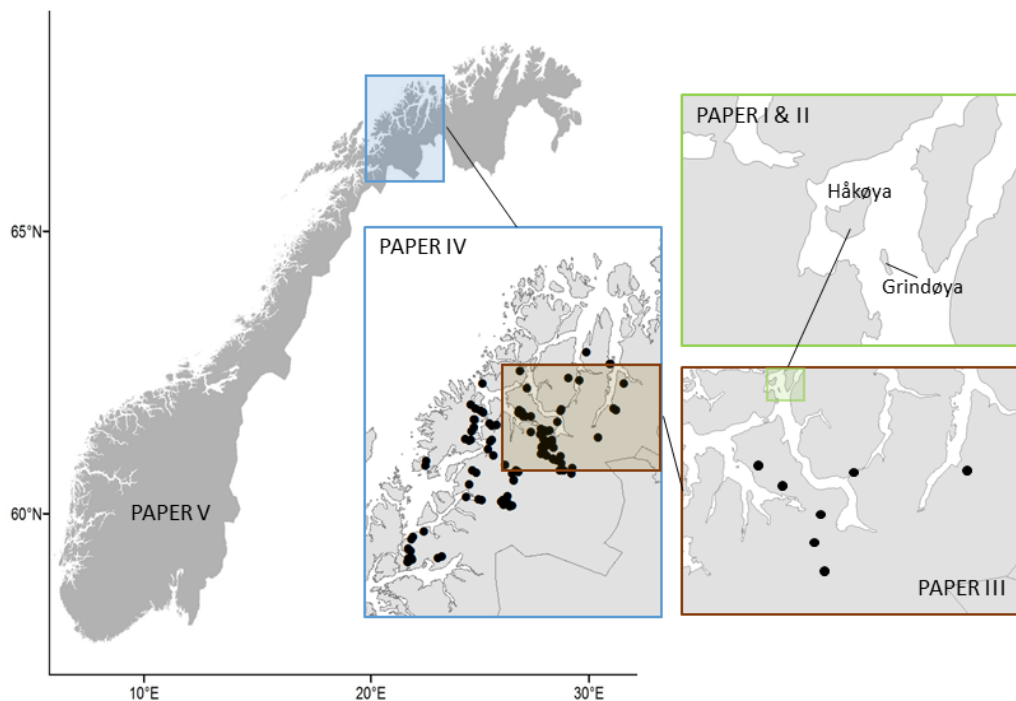 PAPER I & II
Håkøya
Grindøya
65°N
PAPER IV
60°N
PAPER V
PAPER III
10°E
20°E
30°E